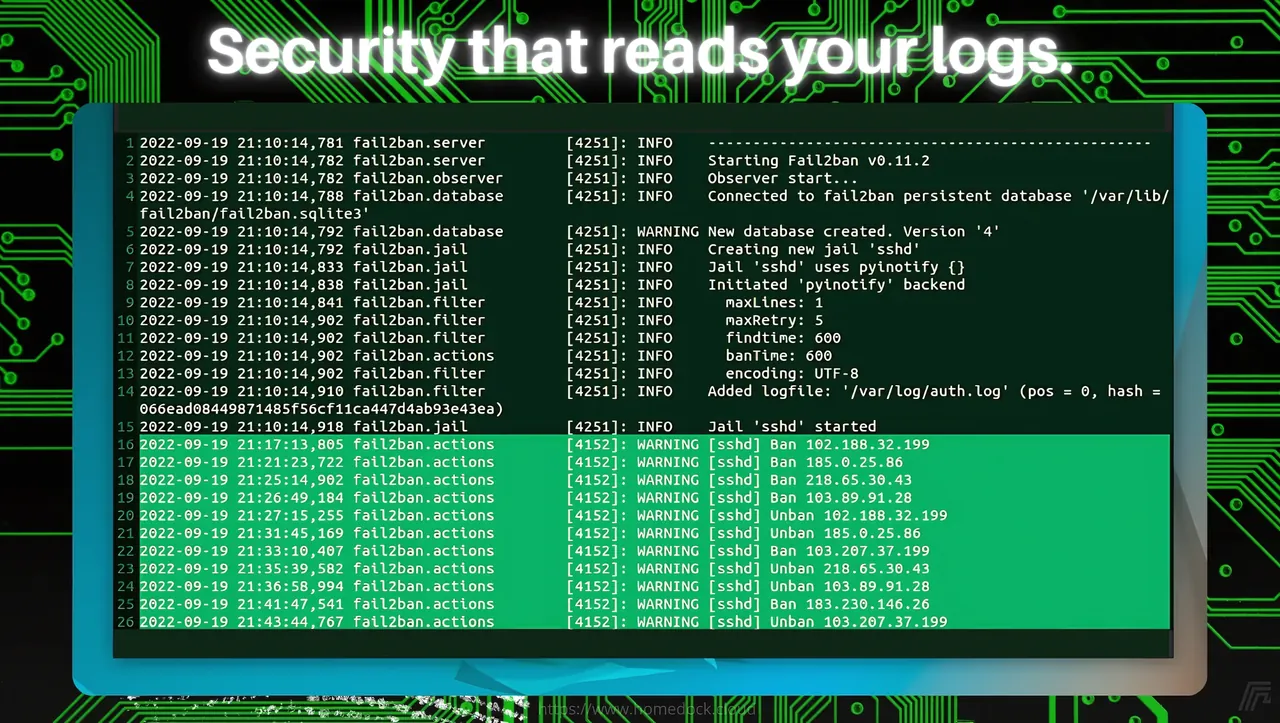 Security that reads your logs.
1 2022-09-19 21:10:14,781 fail2ban.server [4251]: INFO --------------------------------------------------
2 2022-09-19 21:10:14,782 fail2ban.server [4251]: INFO Starting Fail2ban v0.11.2
3 2022-09-19 21:10:14,782 fail2ban.observer [4251]: INFO Observer start...
4 2022-09-19 21:10:14,788 fail2ban.database [4251]: INFO Connected to fail2ban persistent database '/var/lib/
fail2ban/fail2ban.sqlite3'
5 2022-09-19 21:10:14,792 fail2ban.database [4251]: WARNING New database created. Version '4'
6 2022-09-19 21:10:14,792 fail2ban.jail [4251]: INFO Creating new jail 'sshd'
7 2022-09-19 21:10:14,833 fail2ban.jail [4251]: INFO Jail 'sshd' uses pyinotify {}
8 2022-09-19 21:10:14,838 fail2ban.jail [4251]: INFO Initiated 'pyinotify' backend
9 2022-09-19 21:10:14,841 fail2ban.filter [4251]: INFO maxLines: 1
10 2022-09-19 21:10:14,902 fail2ban.filter [4251]: INFO maxRetry: 5
11 2022-09-19 21:10:14,902 fail2ban.filter [4251]: INFO findtime: 600
12 2022-09-19 21:10:14,902 fail2ban.actions [4251]: INFO banTime: 600
13 2022-09-19 21:10:14,902 fail2ban.filter [4251]: INFO encoding: UTF-8
14 2022-09-19 21:10:14,910 fail2ban.filter [4251]: INFO Added logfile: '/var/log/auth.log' (pos = 0, hash =
066ead08449871485f56cf11ca447d4ab93e43ea)
15 2022-09-19 21:10:14,918 fail2ban.jail [4251]: INFO Jail 'sshd' started
16 2022-09-19 21:17:13,805 fail2ban.actions [4152]: WARNING [sshd] Ban 102.188.32.199
17 2022-09-19 21:21:23,722 fail2ban.actions [4152]: WARNING [sshd] Ban 185.0.25.86
18 2022-09-19 21:25:14,902 fail2ban.actions [4152]: WARNING [sshd] Ban 218.65.30.43
19 2022-09-19 21:26:49,184 fail2ban.actions [4152]: WARNING [sshd] Ban 103.89.91.28
20 2022-09-19 21:27:15,255 fail2ban.actions [4152]: WARNING [sshd] Unban 102.188.32.199
21 2022-09-19 21:31:45,169 fail2ban.actions [4152]: WARNING [sshd] Unban 185.0.25.86
22 2022-09-19 21:33:10,407 fail2ban.actions [4152]: WARNING [sshd] Ban 103.207.37.199
23 2022-09-19 21:35:39,582 fail2ban.actions [4152]: WARNING [sshd] Unban 218.65.30.43
24 2022-09-19 21:36:58,994 fail2ban.actions [4152]: WARNING [sshd] Unban 103.89.91.28
25 2022-09-19 21:41:47,541 fail2ban.actions [4152]: WARNING [sshd] Ban 183.230.146.26
26 2022-09-19 21:43:44,767 fail2ban.actions [4152]: WARNING [sshd] Unban 103.207.37.199
https://www.homedock.cloud